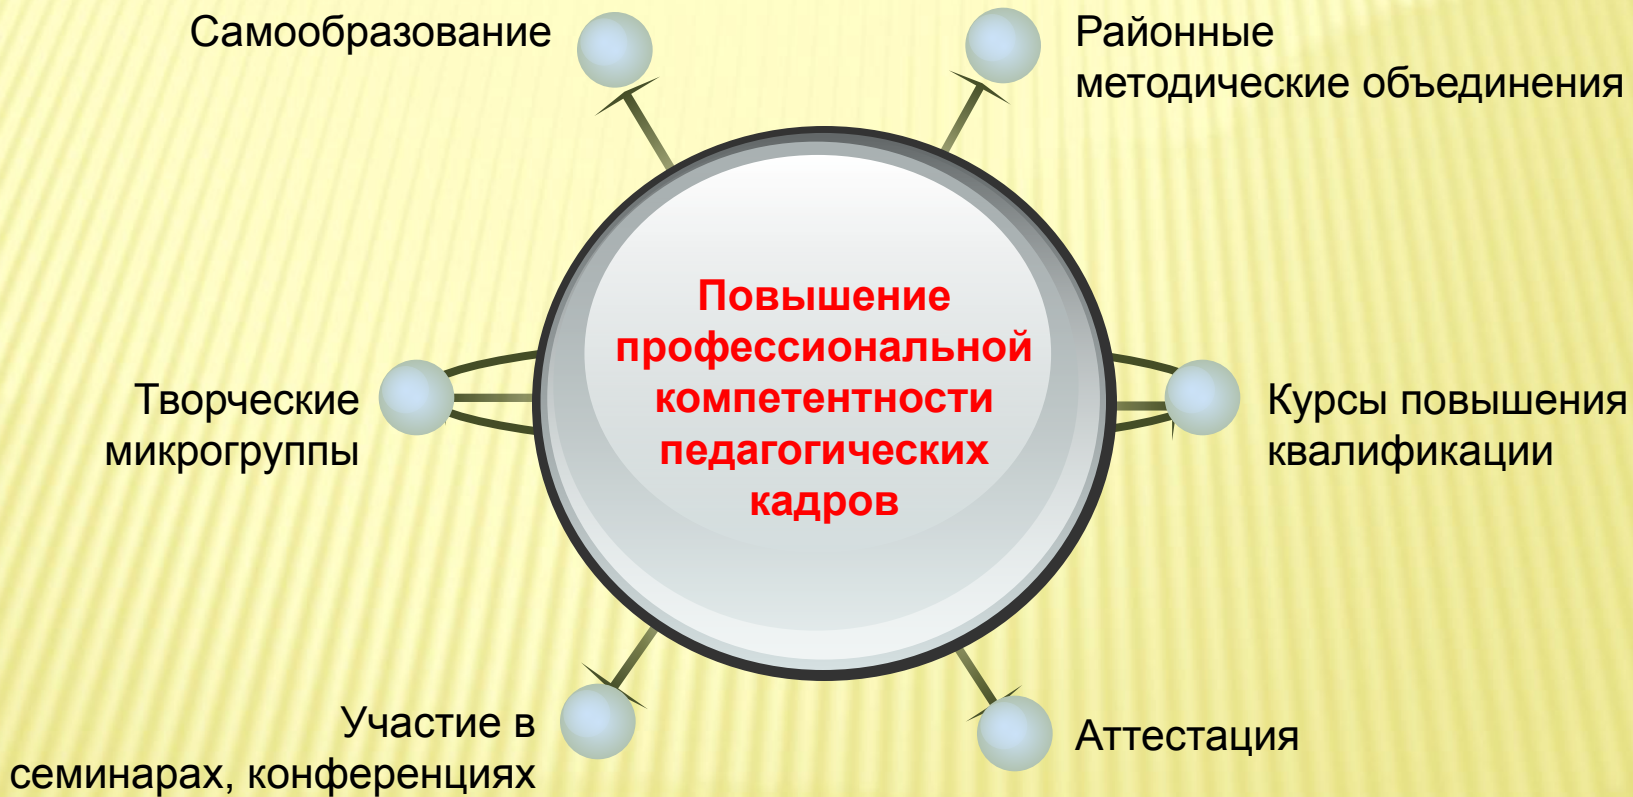 Самообразование
Районные
методические объединения
Повышение
профессиональной
компетентности
педагогических
кадров
Творческие
микрогруппы
Курсы повышения
квалификации
Участие в
семинарах, конференциях
Аттестация